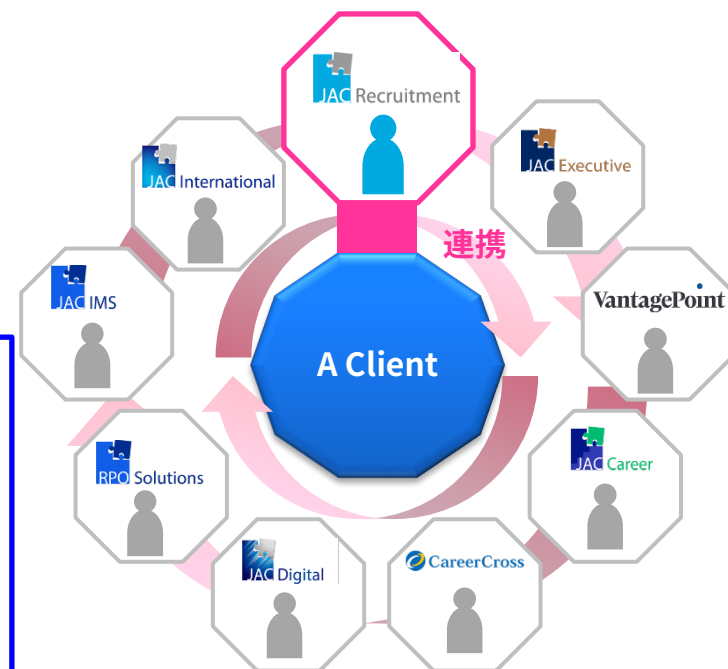 JAC Recruitment
JAC International
JAC Executive
連携
JAC IMS
VantagePoint
A Client
RPO Solutions
JAC Career
JAC Digital
CareerCross